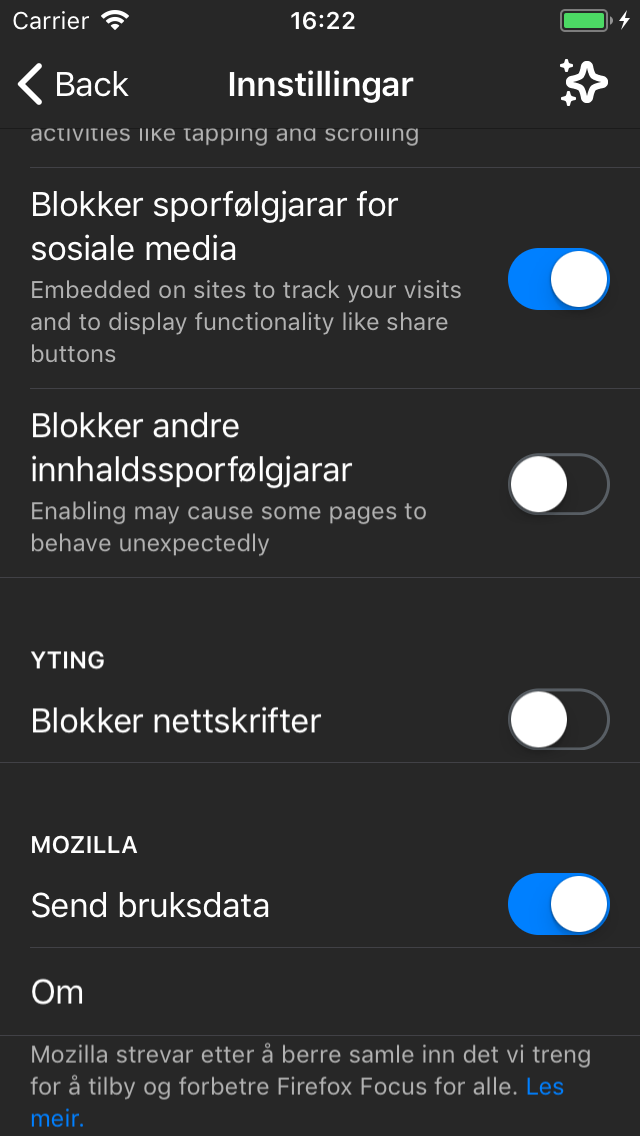 Carrier 16:22
Back Innstillingar
activities like tapping and scrolling
Blokker sporfølgjarar for
sosiale media
Embedded on sites to track your visits
and to display functionality like share
buttons
Blokker andre
innhaldssporfølgjarar
Enabling may cause some pages to
behave unexpectedly
YTING
Blokker nettskrifter
MOZILLA
Send bruksdata
Om
Mozilla strevar etter å berre samle inn det vi treng
for å tilby og forbetre Firefox Focus for alle. Les
meir.